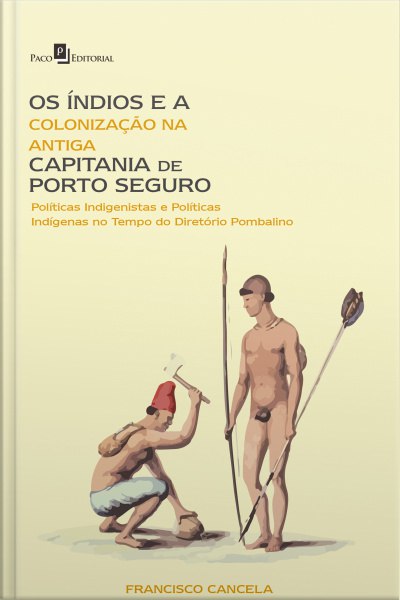 PACO EDITORIAL
OS ÍNDIOS E A
COLONIZAÇÃO NA
ANTIGA
CAPITANIA DE
PORTO SEGURO
Políticas Indigenistas e Políticas
Indígenas no Tempo do Diretório Pombalino
FRANCISCO CANCELA